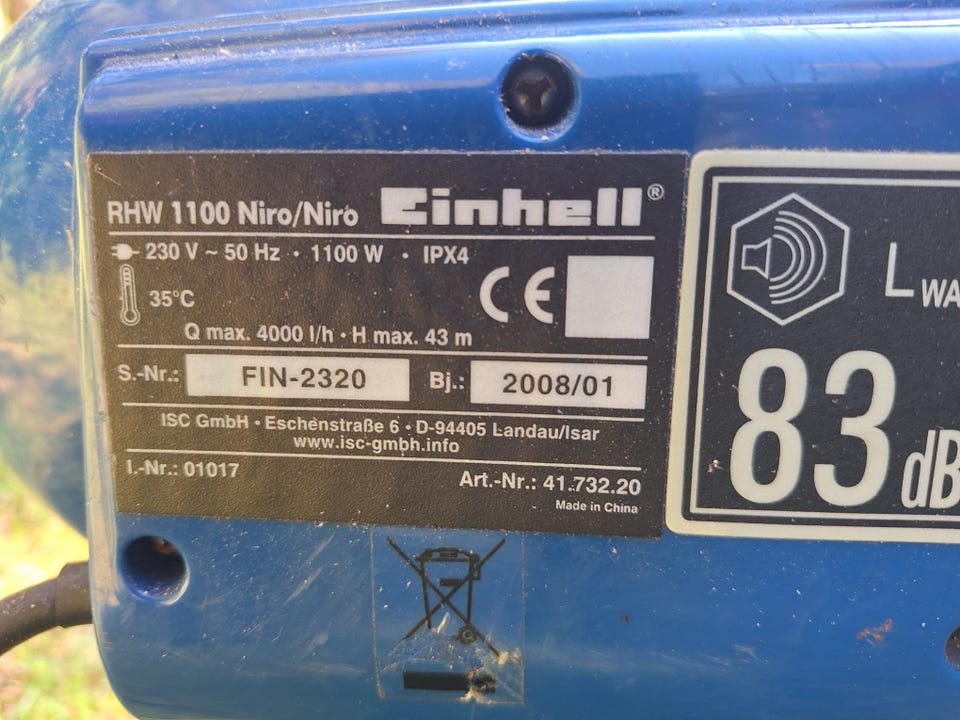 RHW 1100 Niro/Niro Einhell®
230 V ~ 50 Hz · 1100 W · IPX4
35°C CE
Q max. 4000 l/h · H max. 43 m
S.-Nr.: FIN-2320 Bj.: 2008/01
ISC GmbH · Eschenstraße 6 · D-94405 Landau/Isar
www.isc-gmbh.info
I.-Nr.: 01017 Art.-Nr.: 41.732.20
Made in China
LWA
83 dB